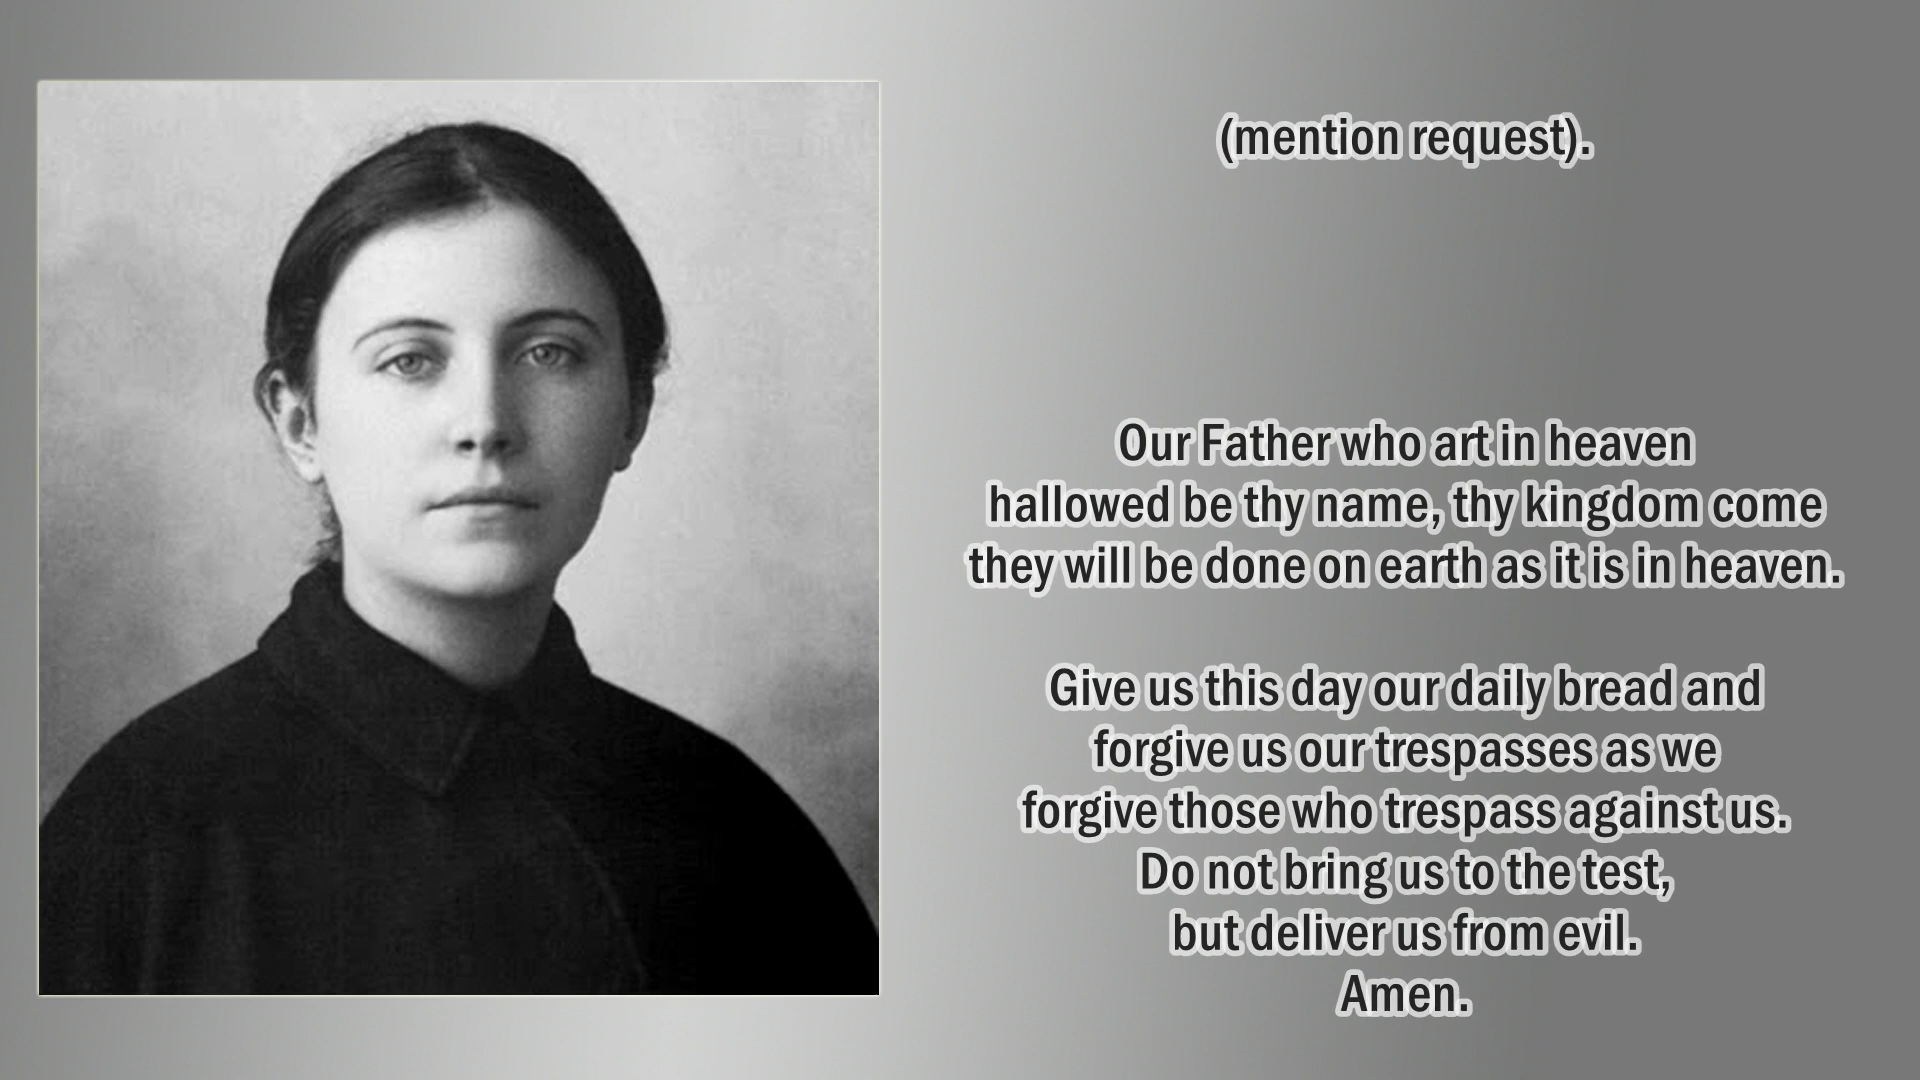 (mention request).
Our Father who art in heaven
hallowed be thy name, thy kingdom come
they will be done on earth as it is in heaven.
Give us this day our daily bread and
forgive us our trespasses as we
forgive those who trespass against us.
Do not bring us to the test,
but deliver us from evil.
Amen.